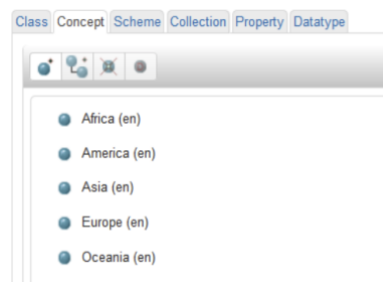 Class Concept Scheme Collection Property Datatype
Africa (en)
America (en)
Asia (en)
Europe (en)
Oceania (en)